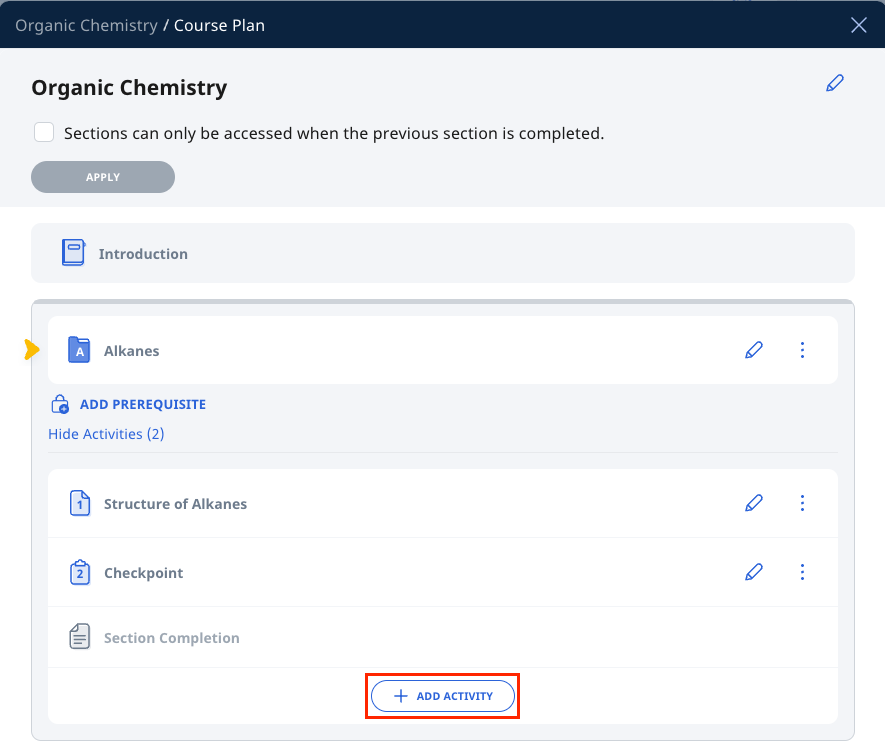 Organic Chemistry / Course Plan
Organic Chemistry
Sections can only be accessed when the previous section is completed.
APPLY
Introduction
A Alkanes
ADD PREREQUISITE
Hide Activities (2)
1 Structure of Alkanes
2 Checkpoint
Section Completion
ADD ACTIVITY